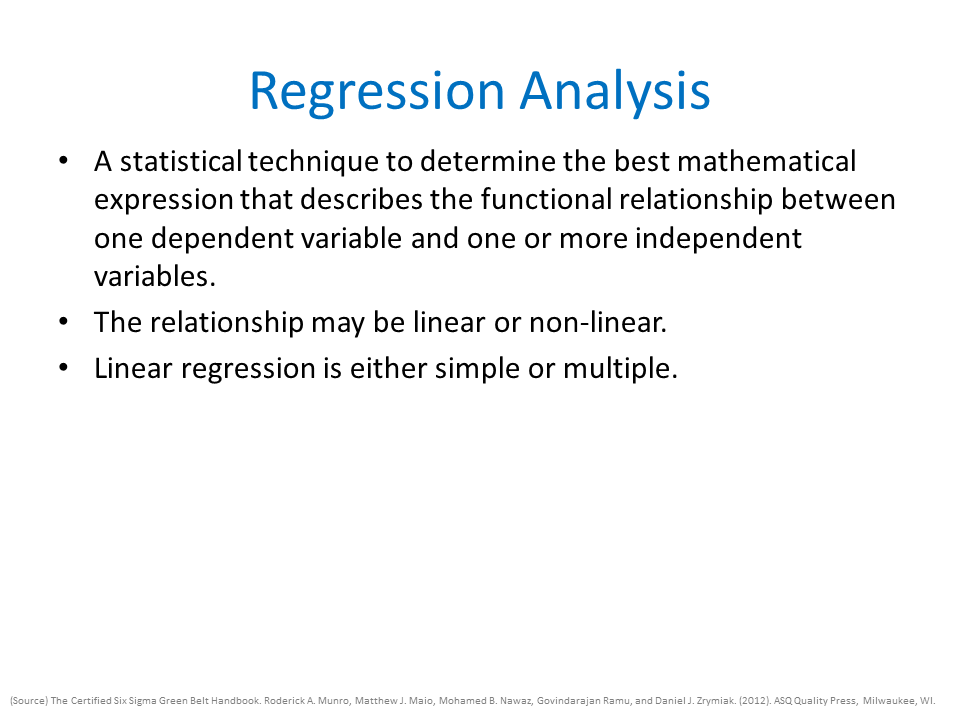 Regression Analysis
• A statistical technique to determine the best mathematical
expression that describes the functional relationship between
one dependent variable and one or more independent
variables.
• The relationship may be linear or non-linear.
• Linear regression is either simple or multiple.
(Source) The Certified Six Sigma Green Belt Handbook. Roderick A. Munro, Matthew J. Maio, Mohamed B. Nawaz, Govindarajan Ramu, and Daniel J. Zrymiak. (2012). ASQ Quality Press, Milwaukee, WI.